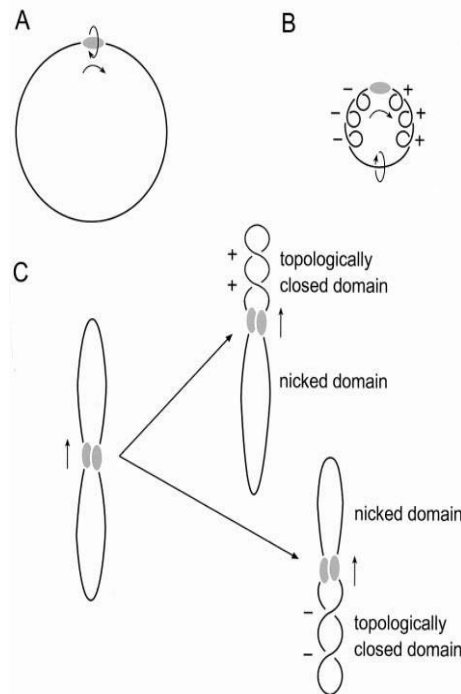 A
B
− +
− +
− +
C
+
+
topologically
closed domain
nicked domain
nicked domain
−
−
topologically
closed domain